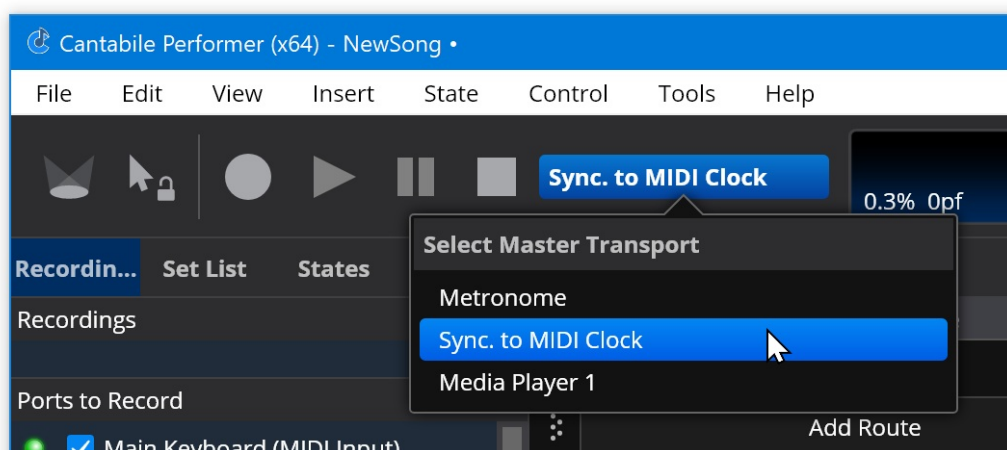 Cantabile Performer (x64) - NewSong •
File Edit View Insert State Control Tools Help
Sync. to MIDI Clock
0.3% 0pf
Select Master Transport
Recordin... Set List States
Metronome
Recordings
Sync. to MIDI Clock
Media Player 1
Ports to Record
Add Route
Main Keyboard (MIDI Input)